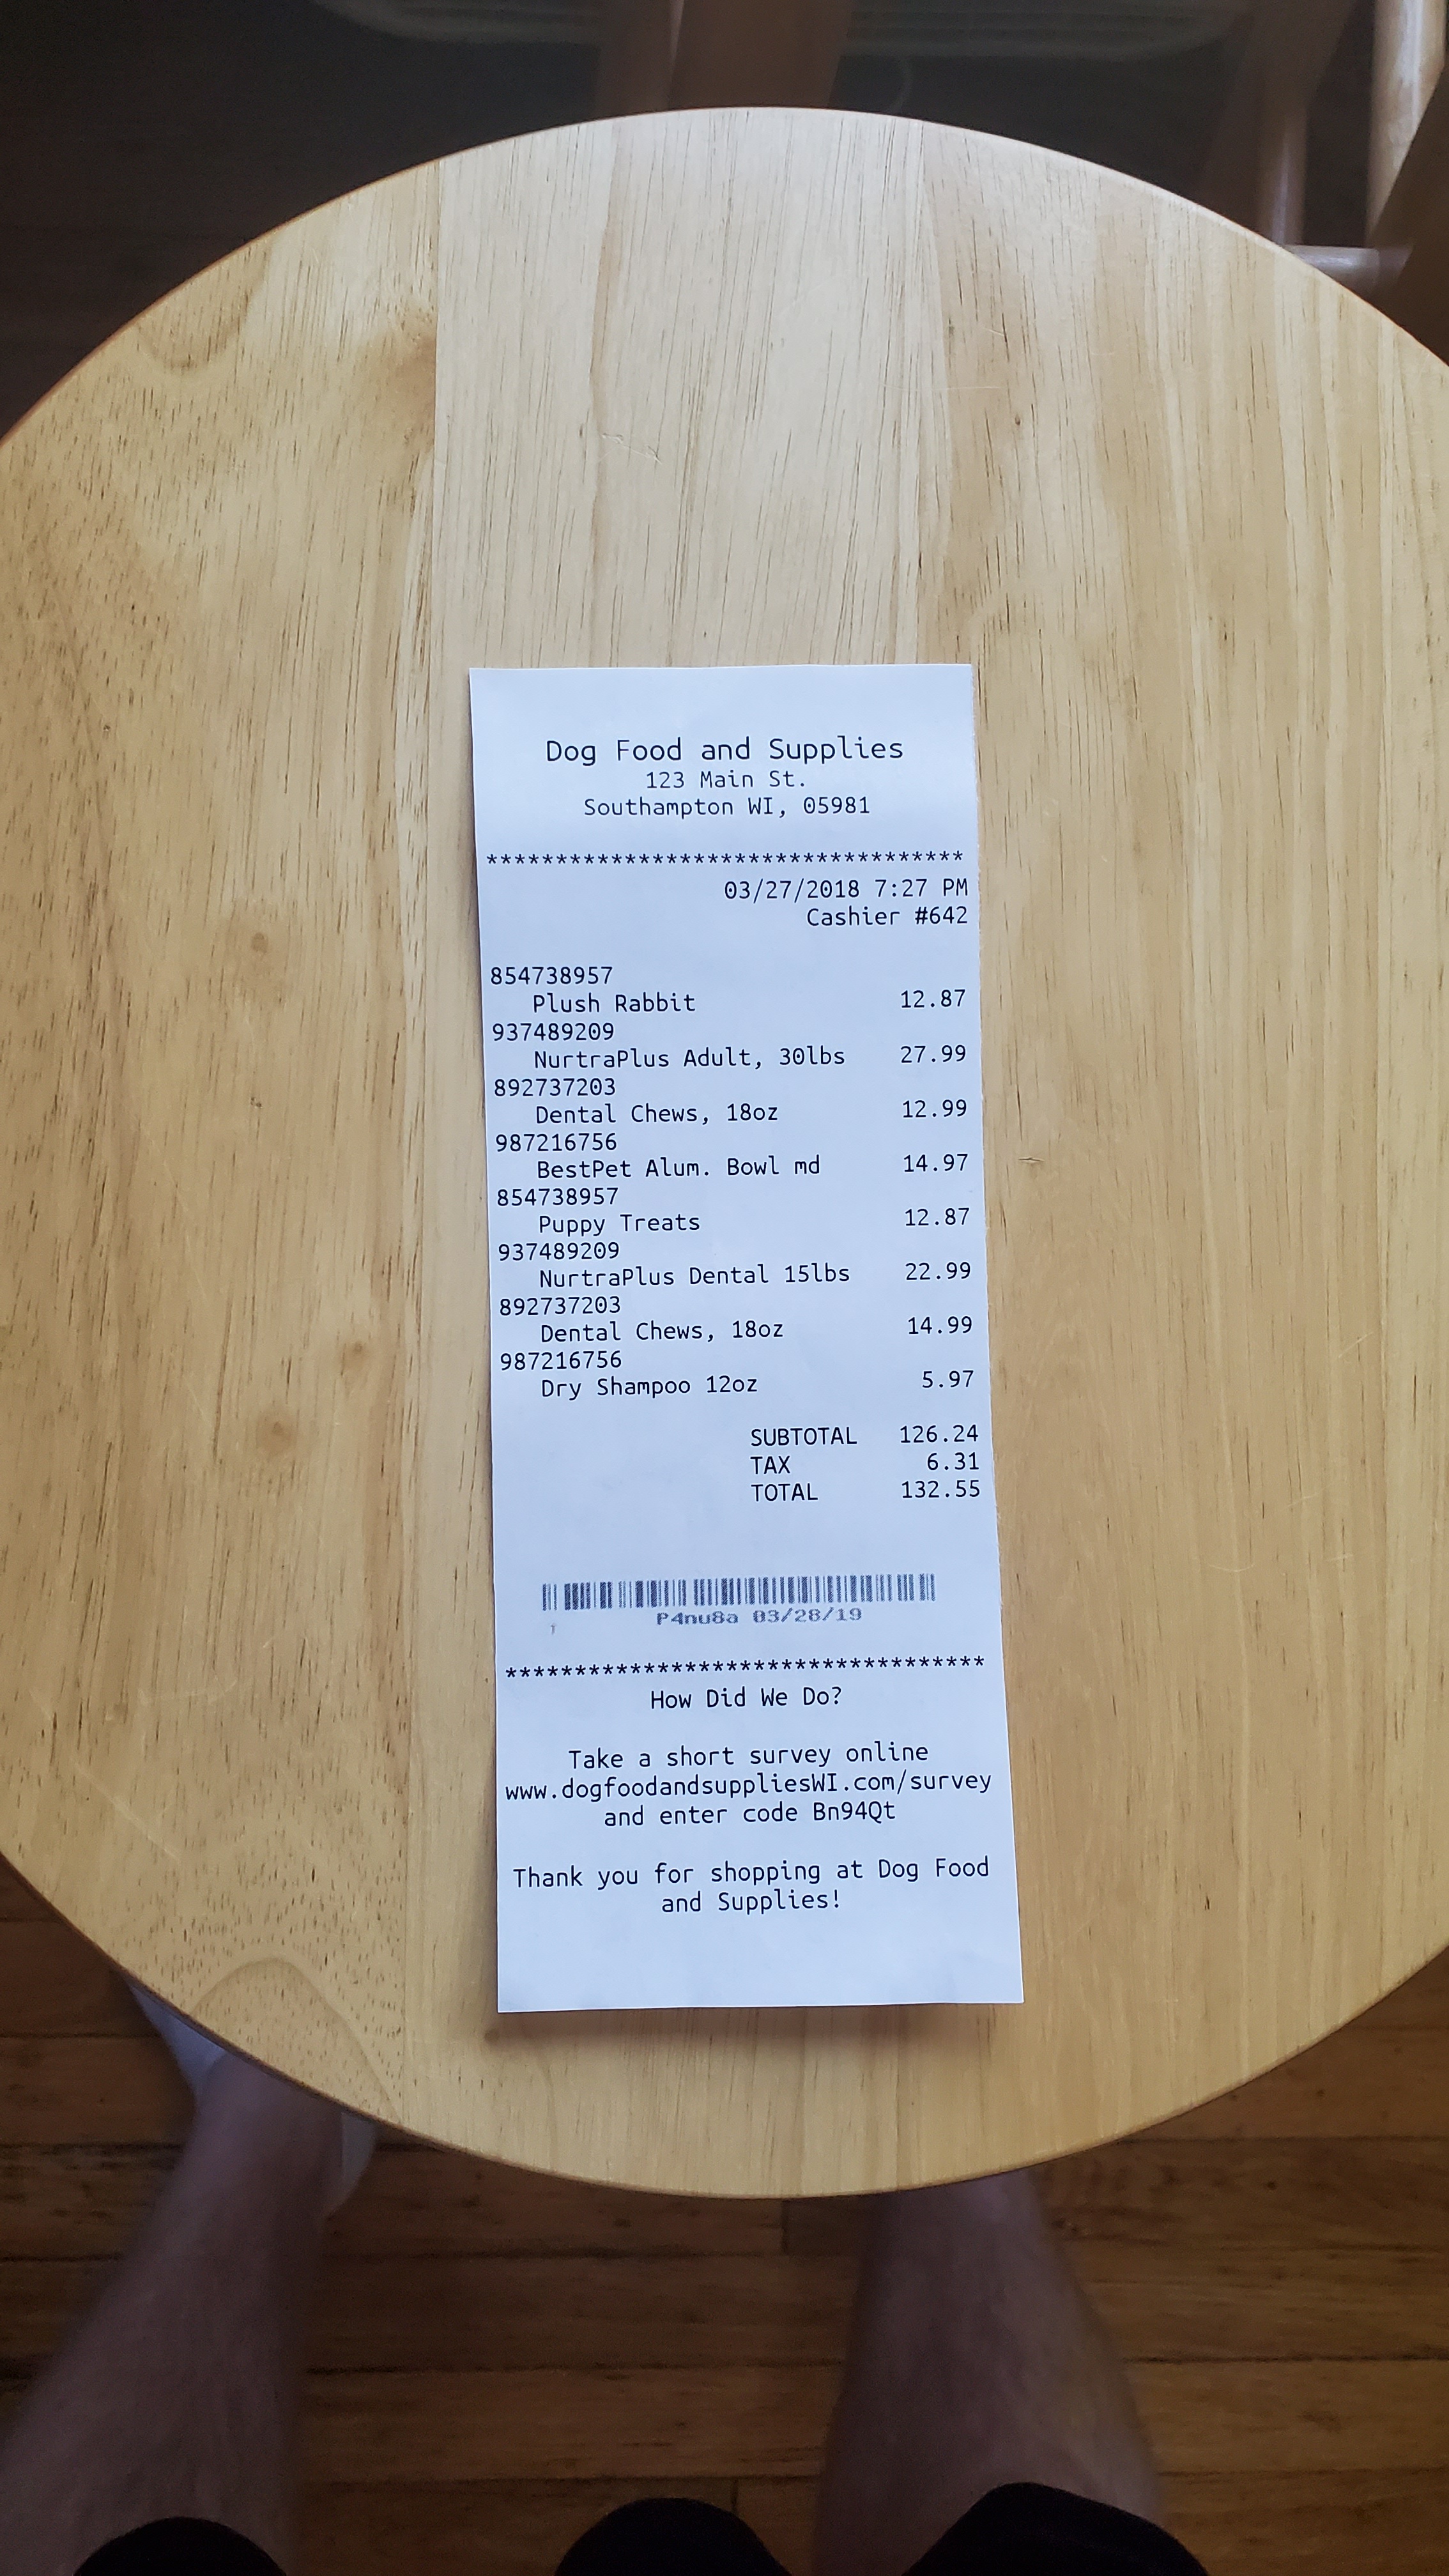 Dog Food and Supplies
123 Main St.
Southampton WI, 05981
***********************************
03/27/2018 7:27 PM
Cashier #642
854738957
Plush Rabbit 12.87
937489209
NurtraPlus Adult, 30lbs 27.99
892737203
Dental Chews, 18oz 12.99
987216756
BestPet Alum. Bowl md 14.97
854738957
Puppy Treats 12.87
937489209
NurtraPlus Dental 15lbs 22.99
892737203
Dental Chews, 18oz 14.99
987216756
Dry Shampoo 12oz 5.97
SUBTOTAL 126.24
TAX 6.31
TOTAL 132.55
P4nu8a 03/28/19
***********************************
How Did We Do?
Take a short survey online
www.dogfoodandsuppliesWI.com/survey
and enter code Bn94Qt
Thank you for shopping at Dog Food
and Supplies!